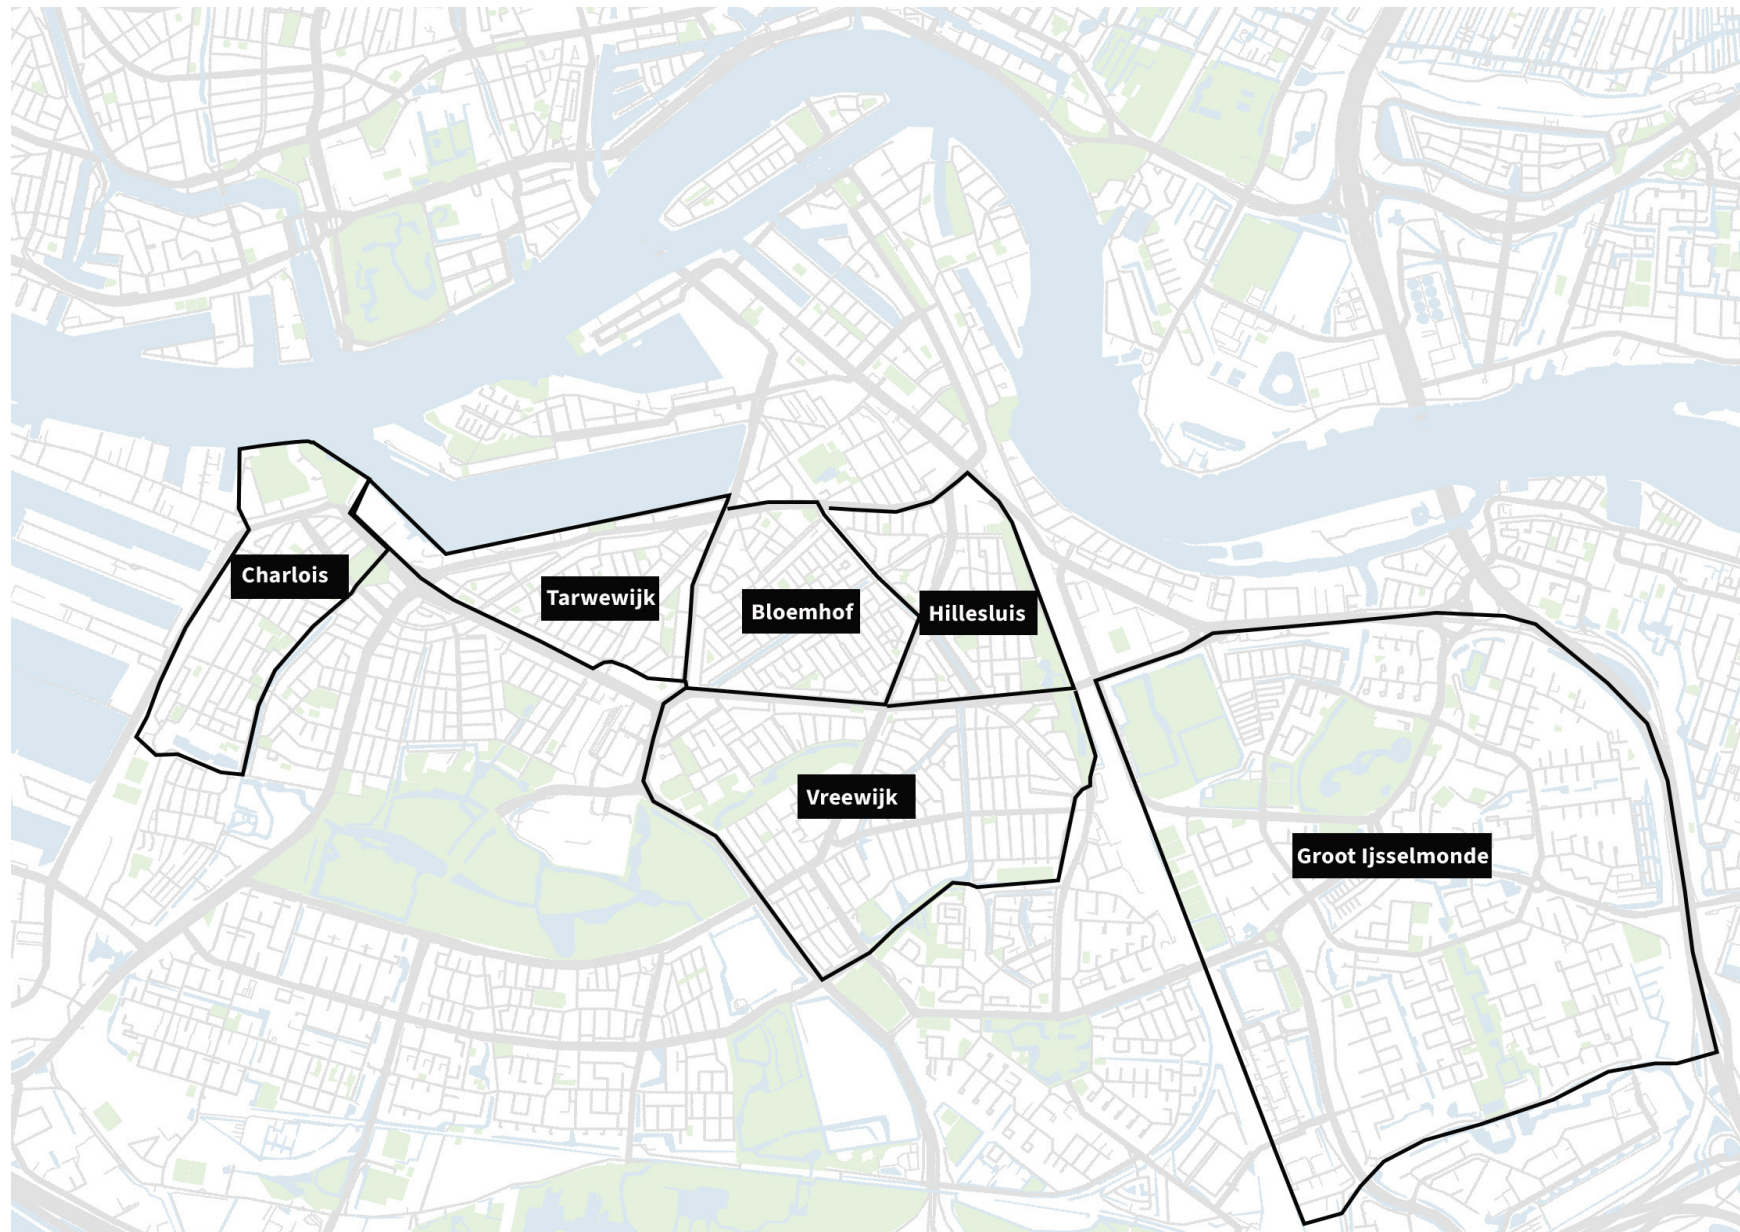 Charlois
Tarwewijk
Bloemhof
Hillesluis
Vreewijk
Groot Ijsselmonde